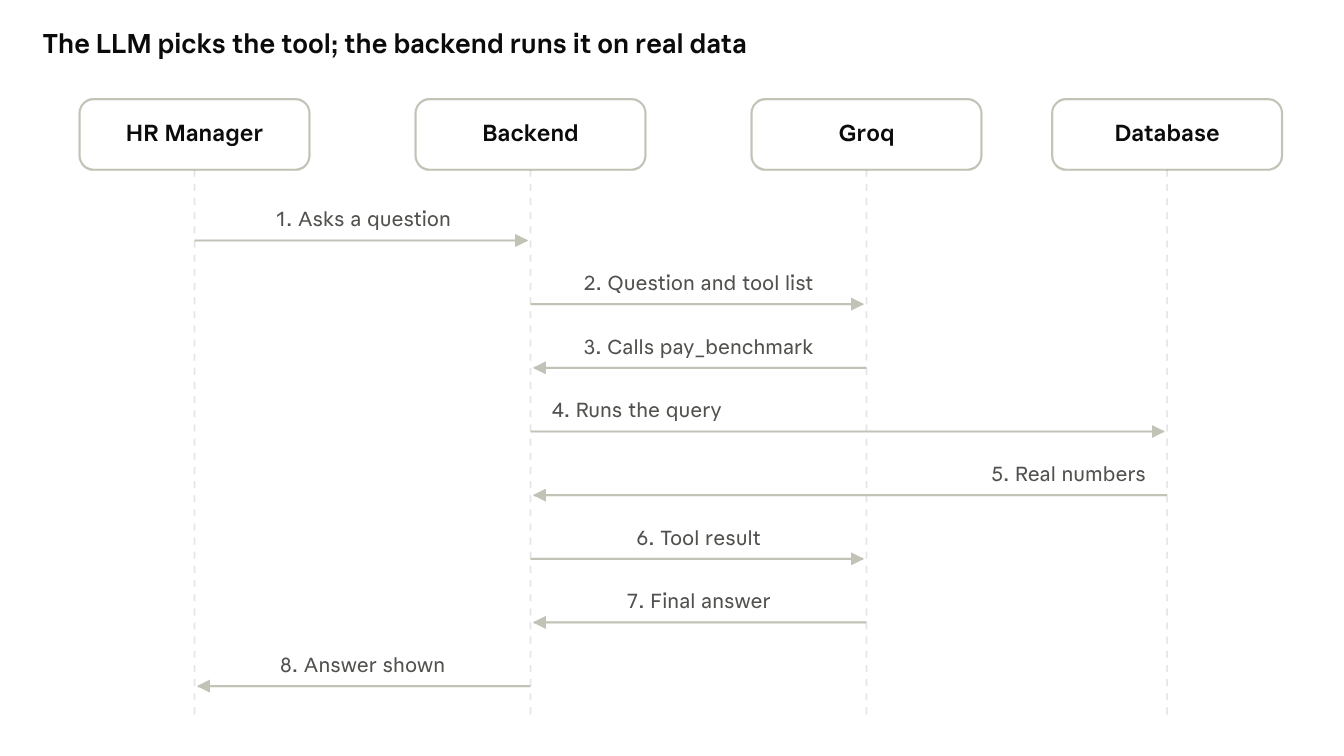 The LLM picks the tool; the backend runs it on real data
HR Manager
Backend
Groq
Database
1. Asks a question
2. Question and tool list
3. Calls pay_benchmark
4. Runs the query
5. Real numbers
6. Tool result
7. Final answer
8. Answer shown